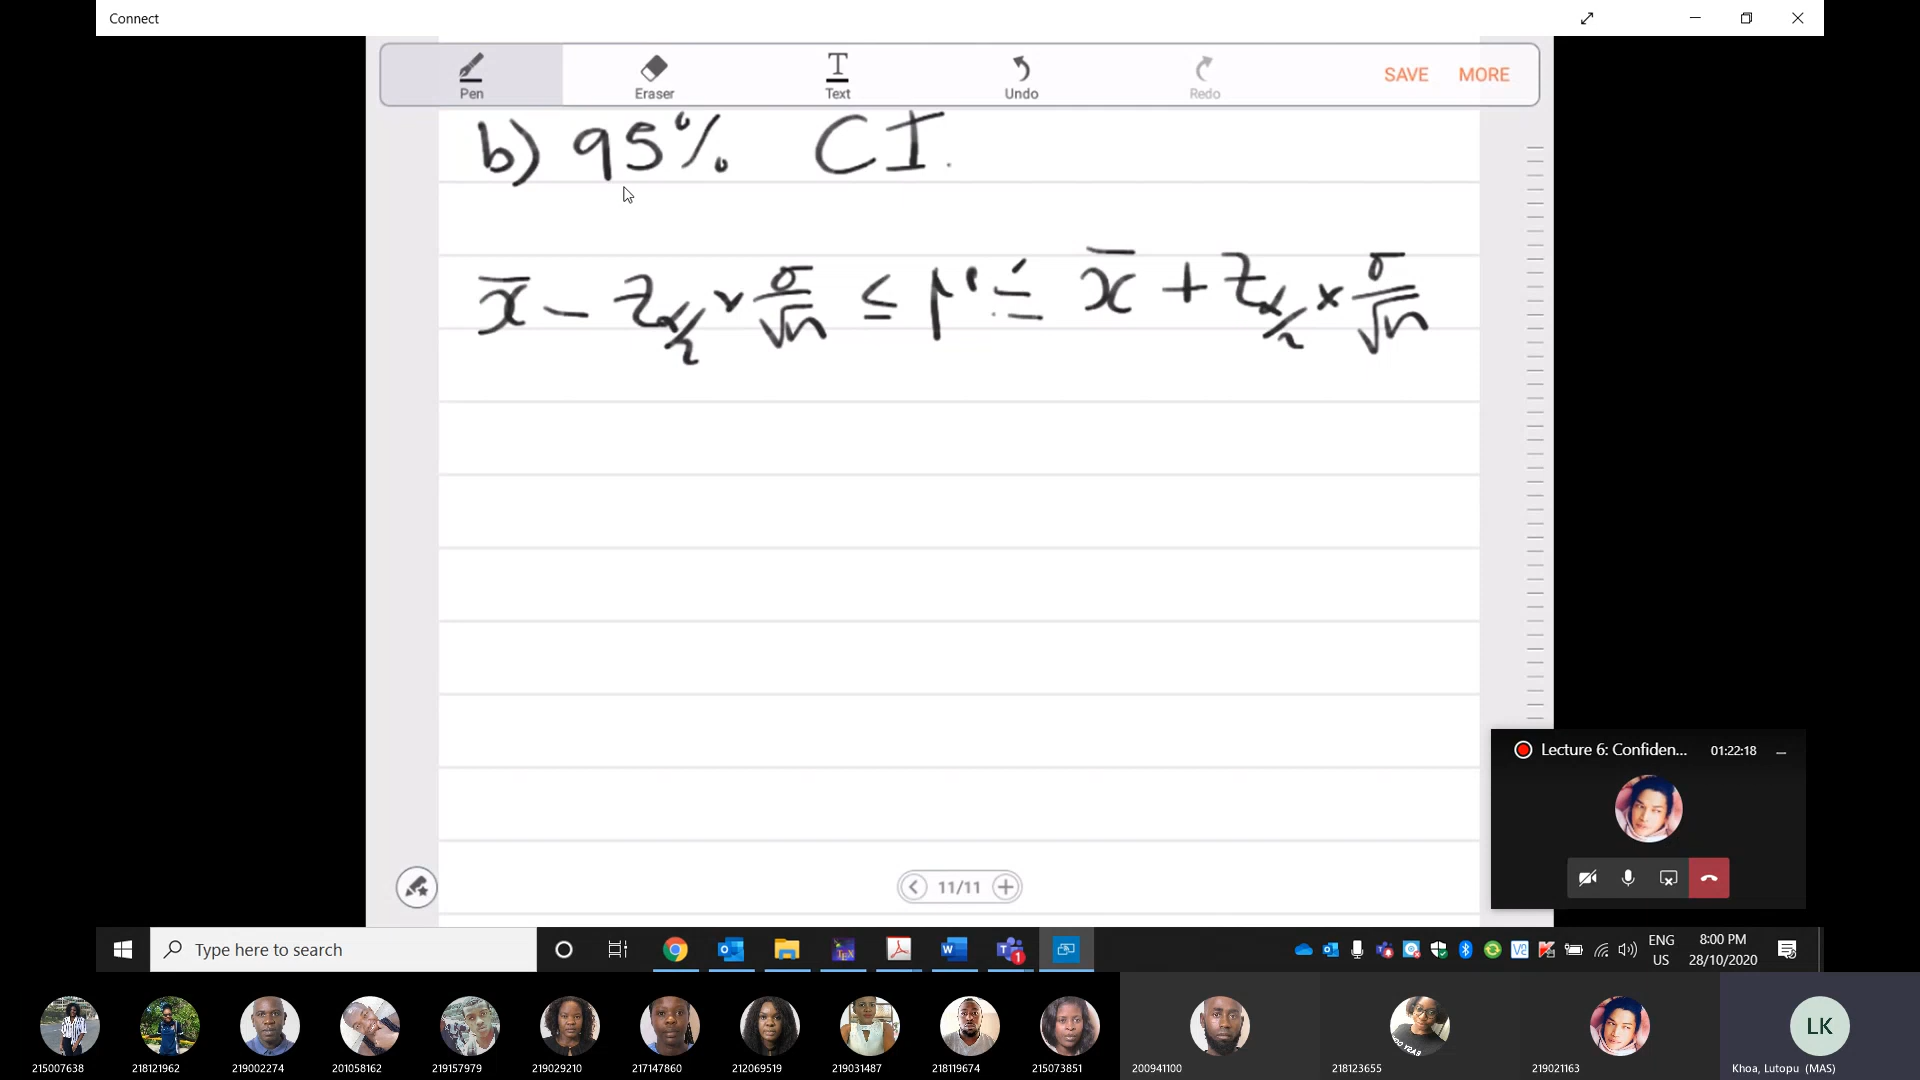 Connect
Pen
Eraser
T
Text
Undo
Redo
SAVE
MORE
b) 95% CI.
x̄ - Z α/2 × σ/√n ≤ μ ≤ x̄ + Z α/2 × σ/√n
Lecture 6: Confiden... 01:22:18
11/11
Type here to search
ENG
US
8:00 PM
28/10/2020
215007638
218121962
219002274
201058162
219157979
219029210
217147860
212069519
219031487
218119674
215073851
200941100
218123655
219021163
LK
Khoa, Lutopu (MAS)